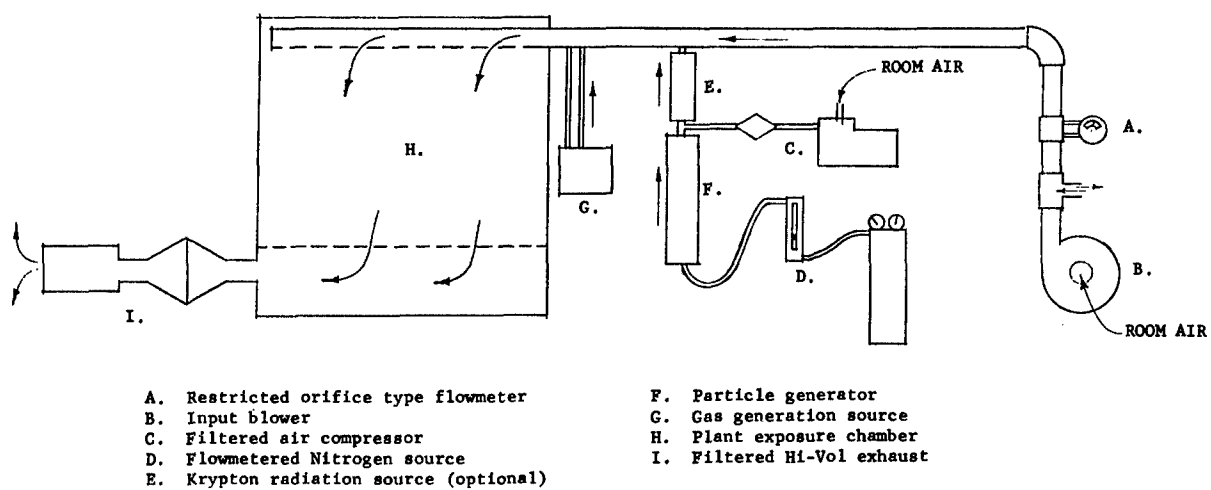 ROOM AIR
E.
A.
H.
C.
F.
G.
D.
B.
I.
ROOM AIR
A. Restricted orifice type flowmeter
B. Input blower
C. Filtered air compressor
D. Flowmetered Nitrogen source
E. Krypton radiation source (optional)
F. Particle generator
G. Gas generation source
H. Plant exposure chamber
I. Filtered Hi-Vol exhaust